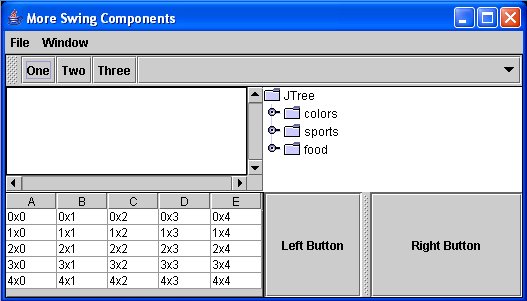 More Swing Components
File Window
One Two Three
JTree
colors
sports
food
A B C D E
0x0 0x1 0x2 0x3 0x4
1x0 1x1 1x2 1x3 1x4
2x0 2x1 2x2 2x3 2x4
3x0 3x1 3x2 3x3 3x4
4x0 4x1 4x2 4x3 4x4
Left Button
Right Button